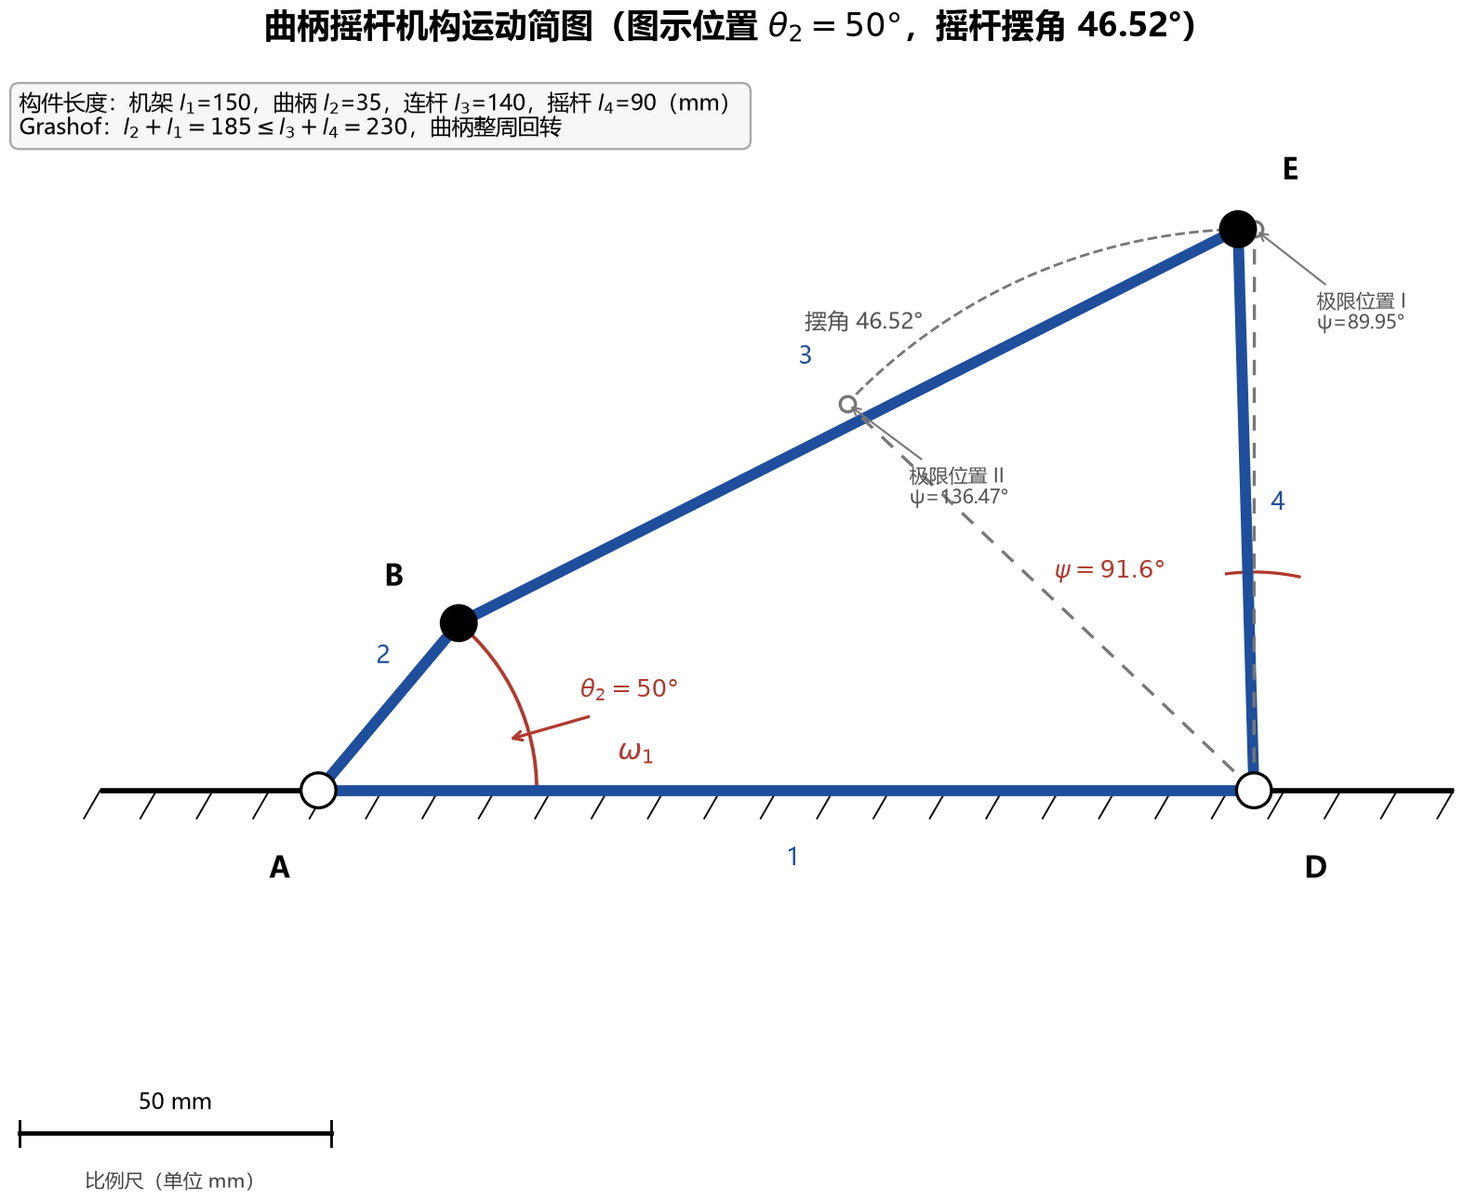 曲柄摇杆机构运动简图（图示位置 θ₂ = 50°，摇杆摆角 46.52°）
构件长度：机架 l₁=150，曲柄 l₂=35，连杆 l₃=140，摇杆 l₄=90（mm）
Grashof：l₂ + l₁ = 185 ≤ l₃ + l₄ = 230，曲柄整周回转
E
极限位置 I
ψ=89.95°
摆角 46.52°
3
极限位置 II
ψ=136.47°
4
B
ψ = 91.6°
2
θ₂ = 50°
ω₁
A
1
D
50 mm
比例尺（单位 mm）